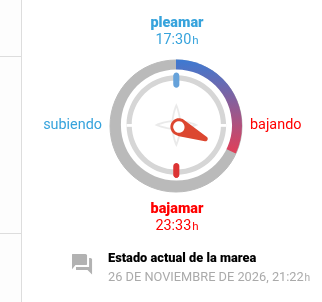 pleamar
17:30h
subiendo
bajando
bajamar
23:33h
Estado actual de la marea
26 DE NOVIEMBRE DE 2026, 21:22h